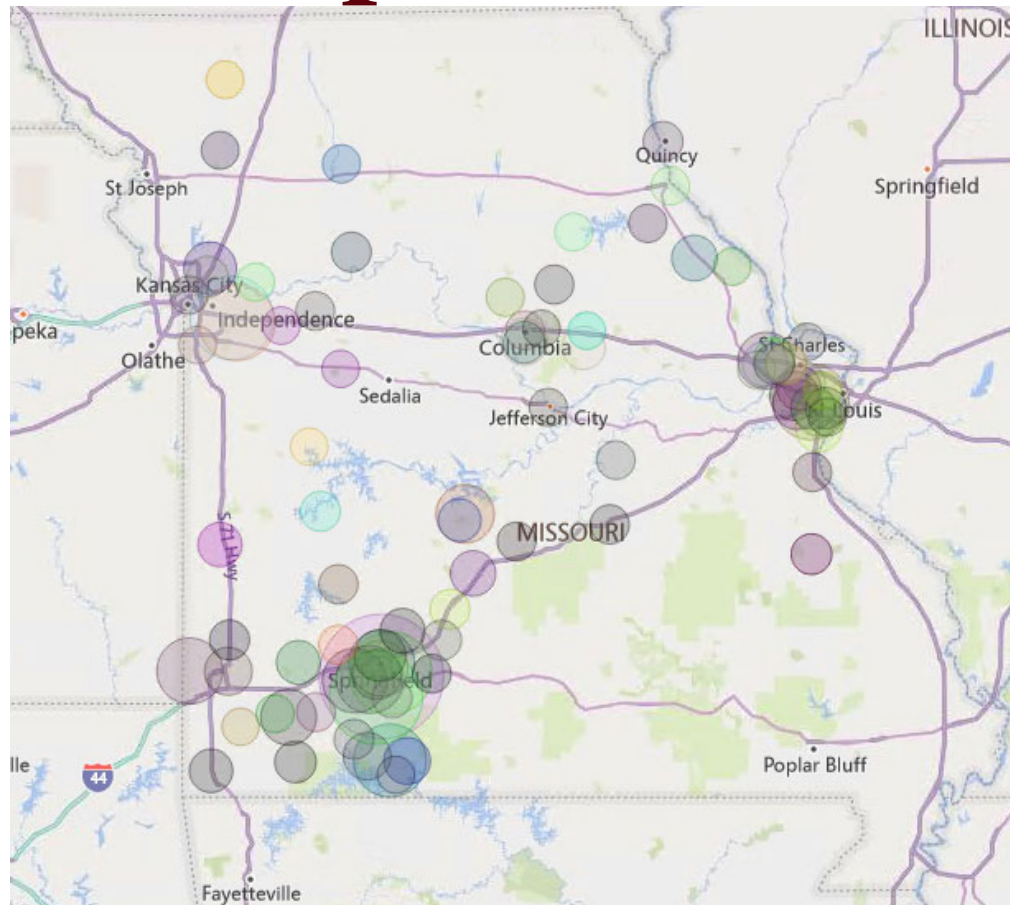 ILLINOIS
Quincy
St Joseph
Springfield
Kansas City
Independence
peka
Olathe
Columbia
St Charles
Sedalia
Jefferson City
St Louis
S 71 Hwy
MISSOURI
Springfield
lle
44
Poplar Bluff
Fayetteville